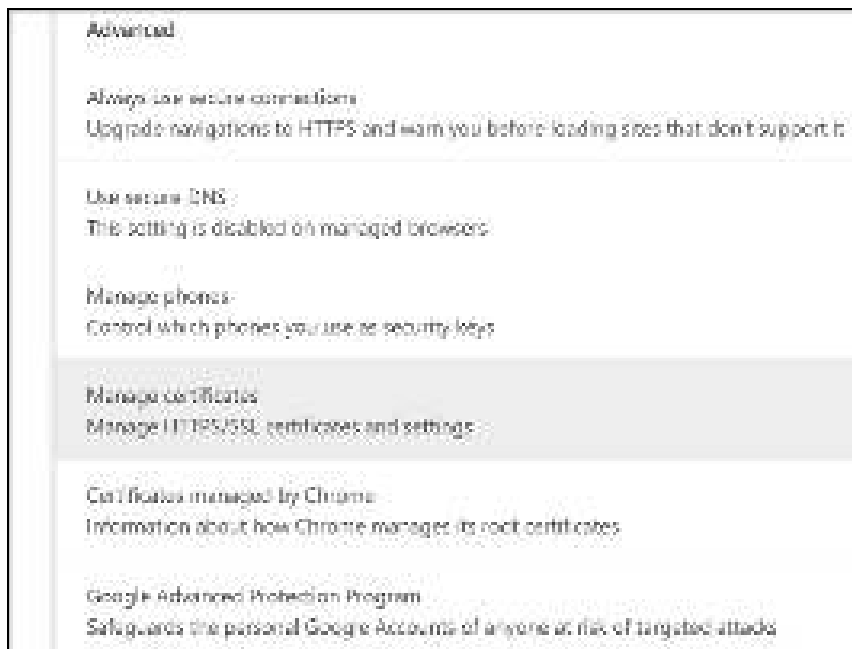 Advanced
Always use secure connections
Upgrade navigations to HTTPS and warn you before loading sites that don't support it
Use secure DNS
This setting is disabled on managed browsers
Manage phones
Control which phones you use as security keys
Manage certificates
Manage HTTPS/SSL certificates and settings
Certificates managed by Chrome
Information about how Chrome manages its root certificates
Google Advanced Protection Program
Safeguards the personal Google Accounts of anyone at risk of targeted attacks